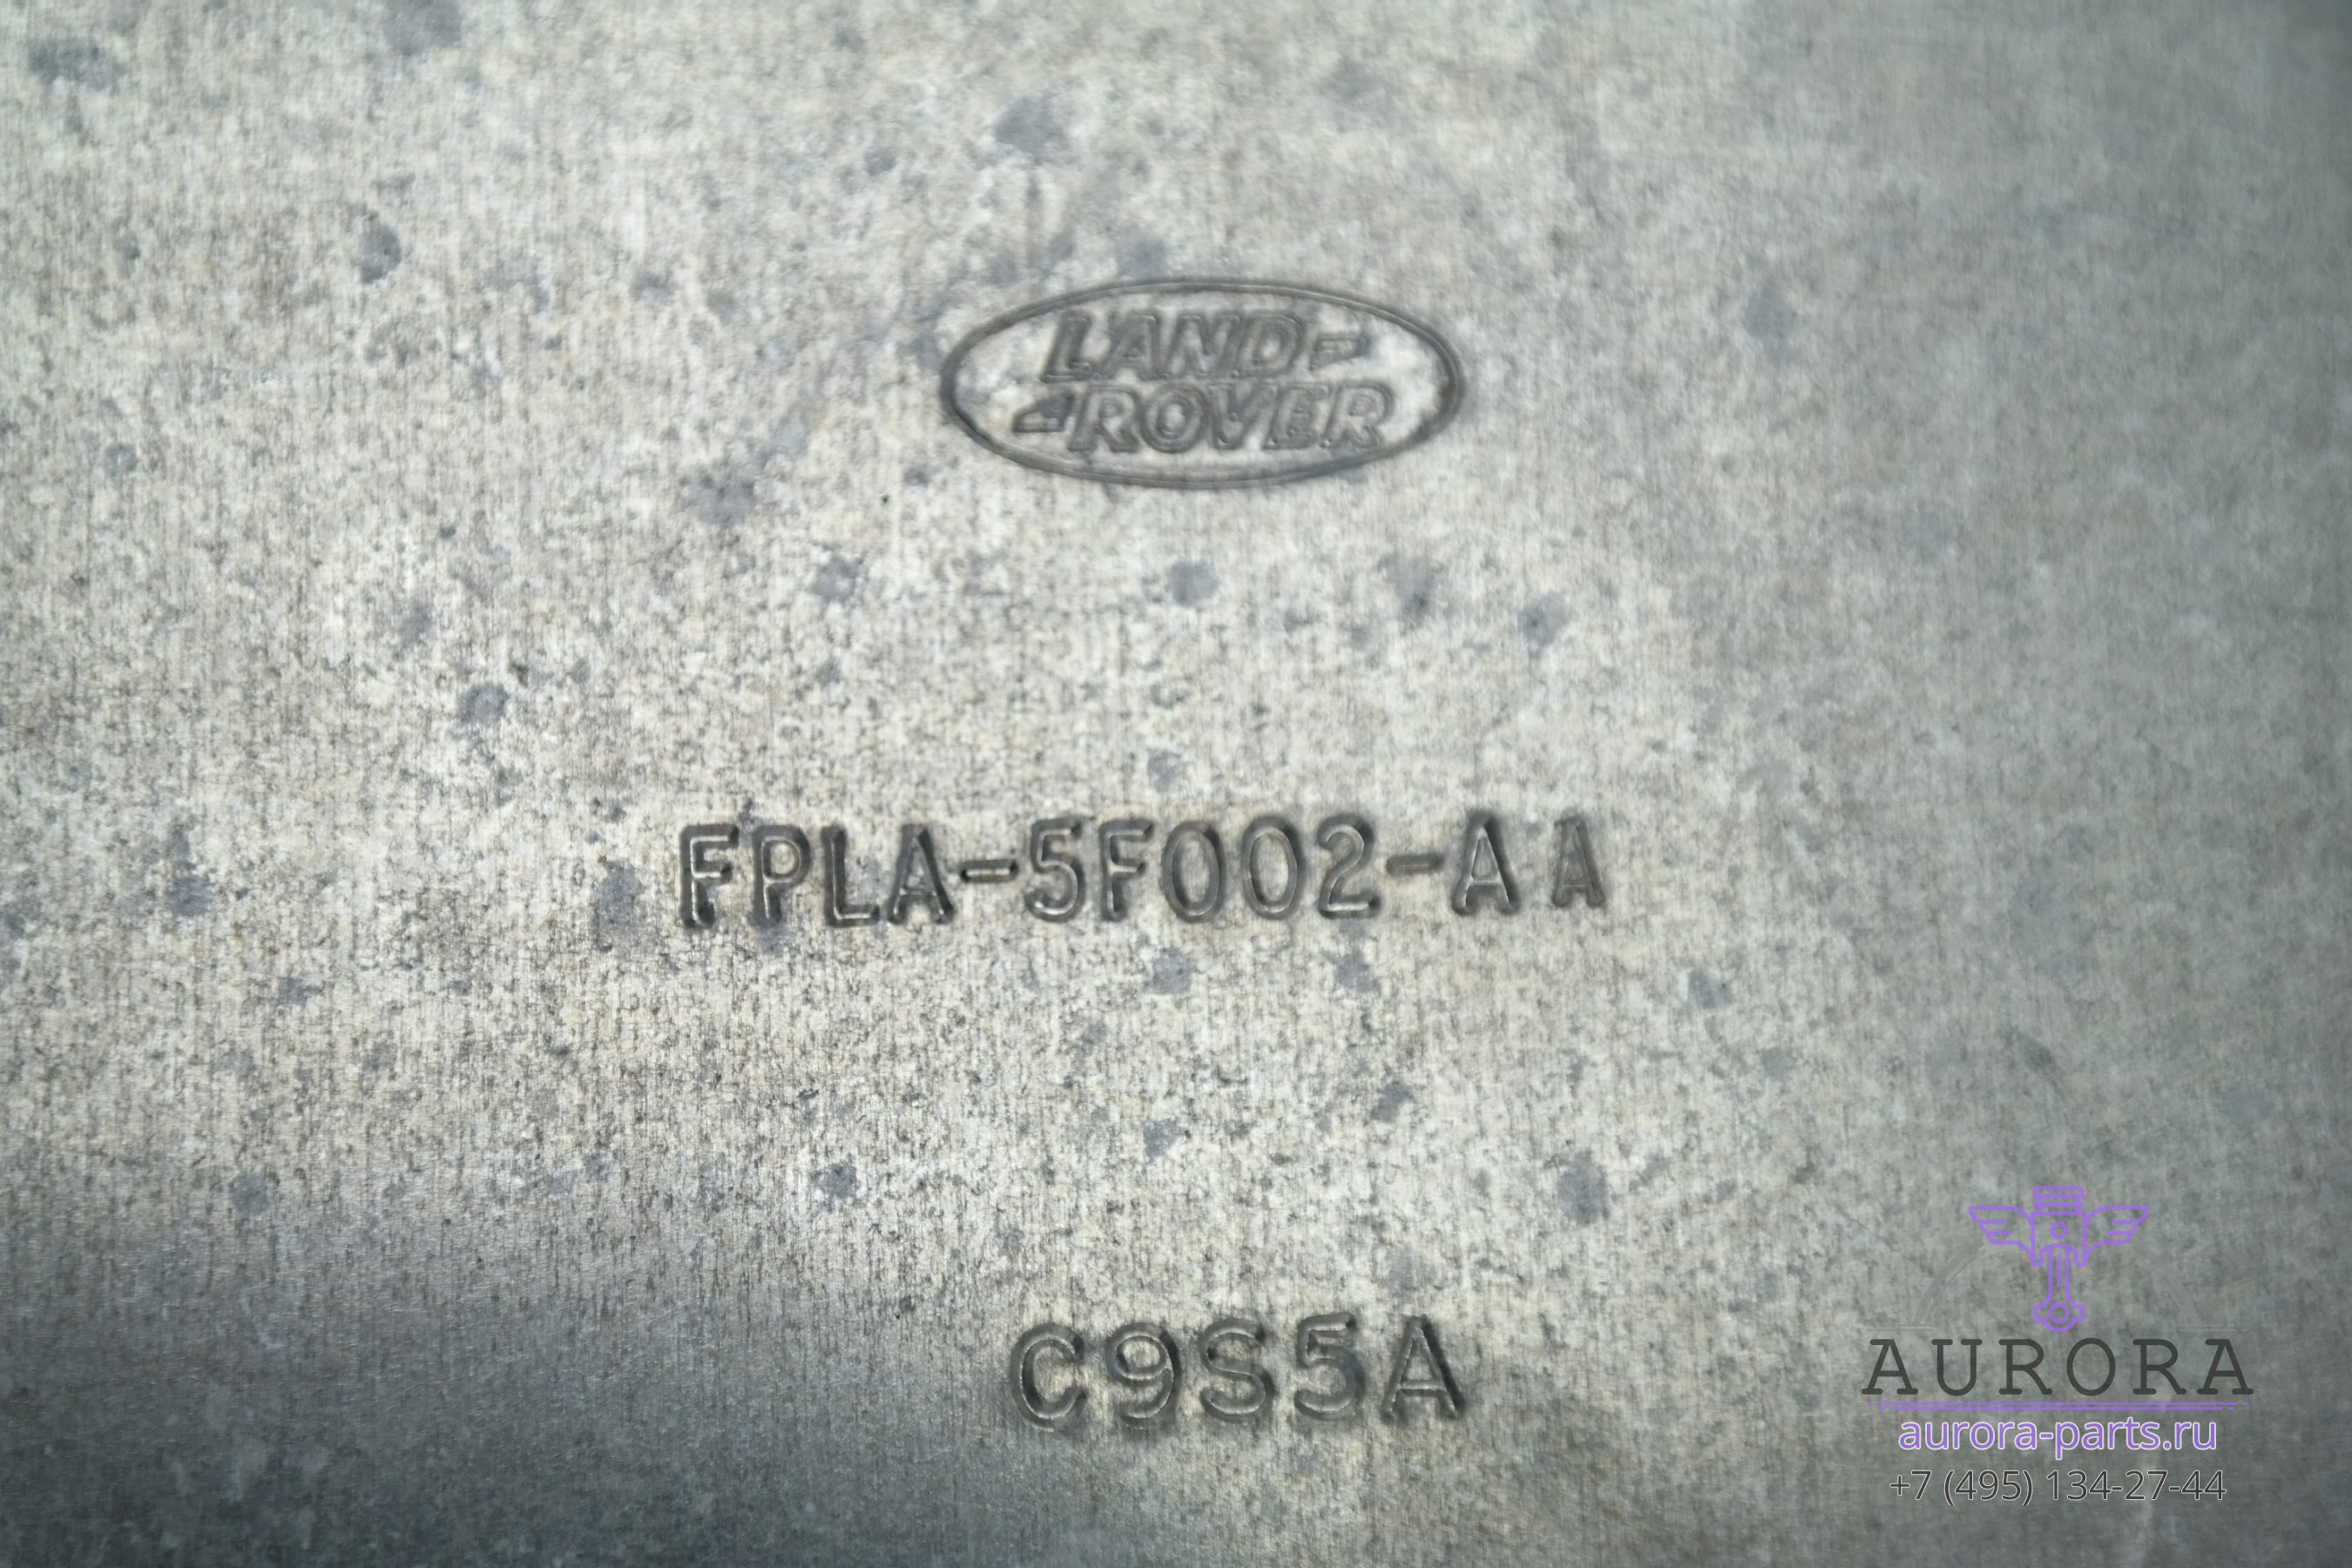 LAND-
-ROVER
FPLA-5F002-AA
C9S5A
AURORA
aurora-parts.ru
+7 (495) 134-27-44